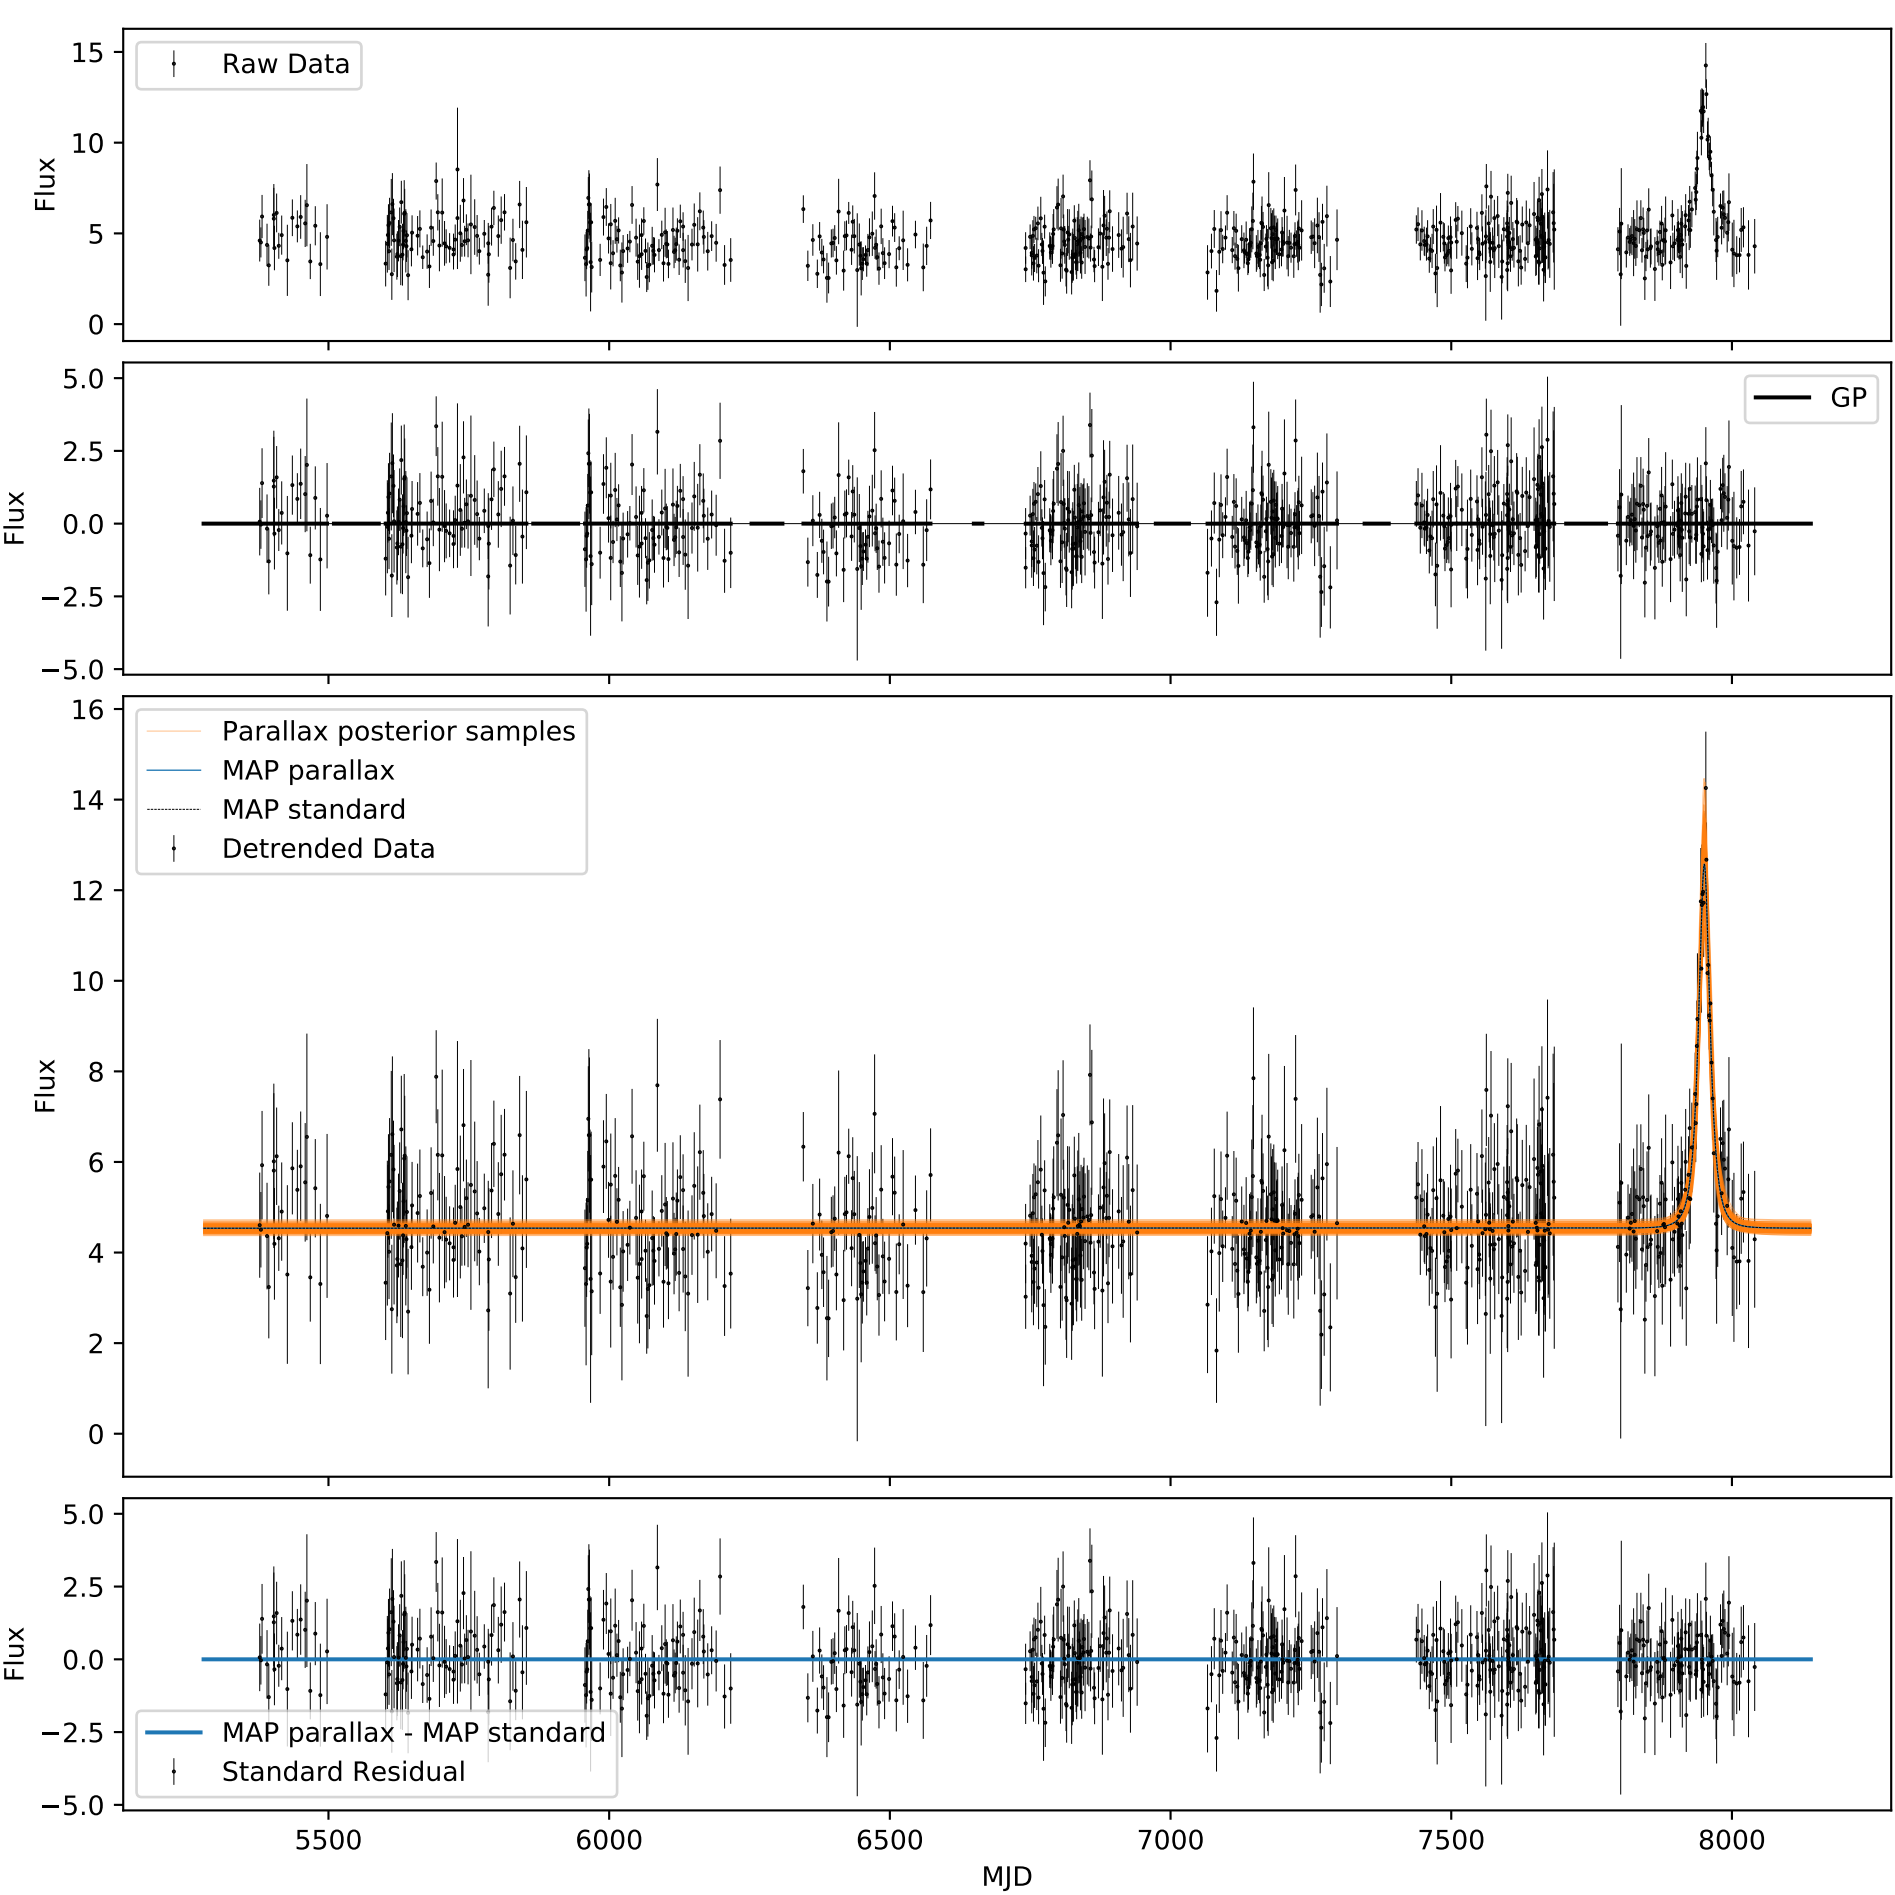 15
Raw Data
10
Flux
5
0
5.0
GP
2.5
Flux
0.0
−2.5
−5.0
16
Parallax posterior samples
MAP parallax
14
MAP standard
Detrended Data
12
10
Flux
8
6
4
2
0
5.0
2.5
Flux
0.0
−2.5
MAP parallax - MAP standard
Standard Residual
−5.0
5500 6000 6500 7000 7500 8000
MJD